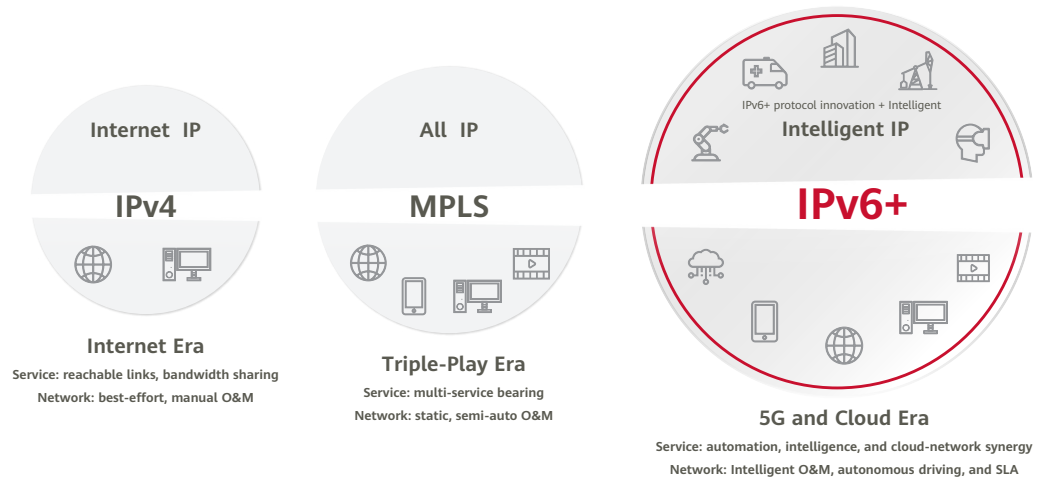 Internet IP
IPv4
Internet Era
Service: reachable links, bandwidth sharing
Network: best-effort, manual O&M
All IP
MPLS
Triple-Play Era
Service: multi-service bearing
Network: static, semi-auto O&M
IPv6+ protocol innovation + Intelligent
Intelligent IP
IPv6+
5G and Cloud Era
Service: automation, intelligence, and cloud-network synergy
Network: Intelligent O&M, autonomous driving, and SLA